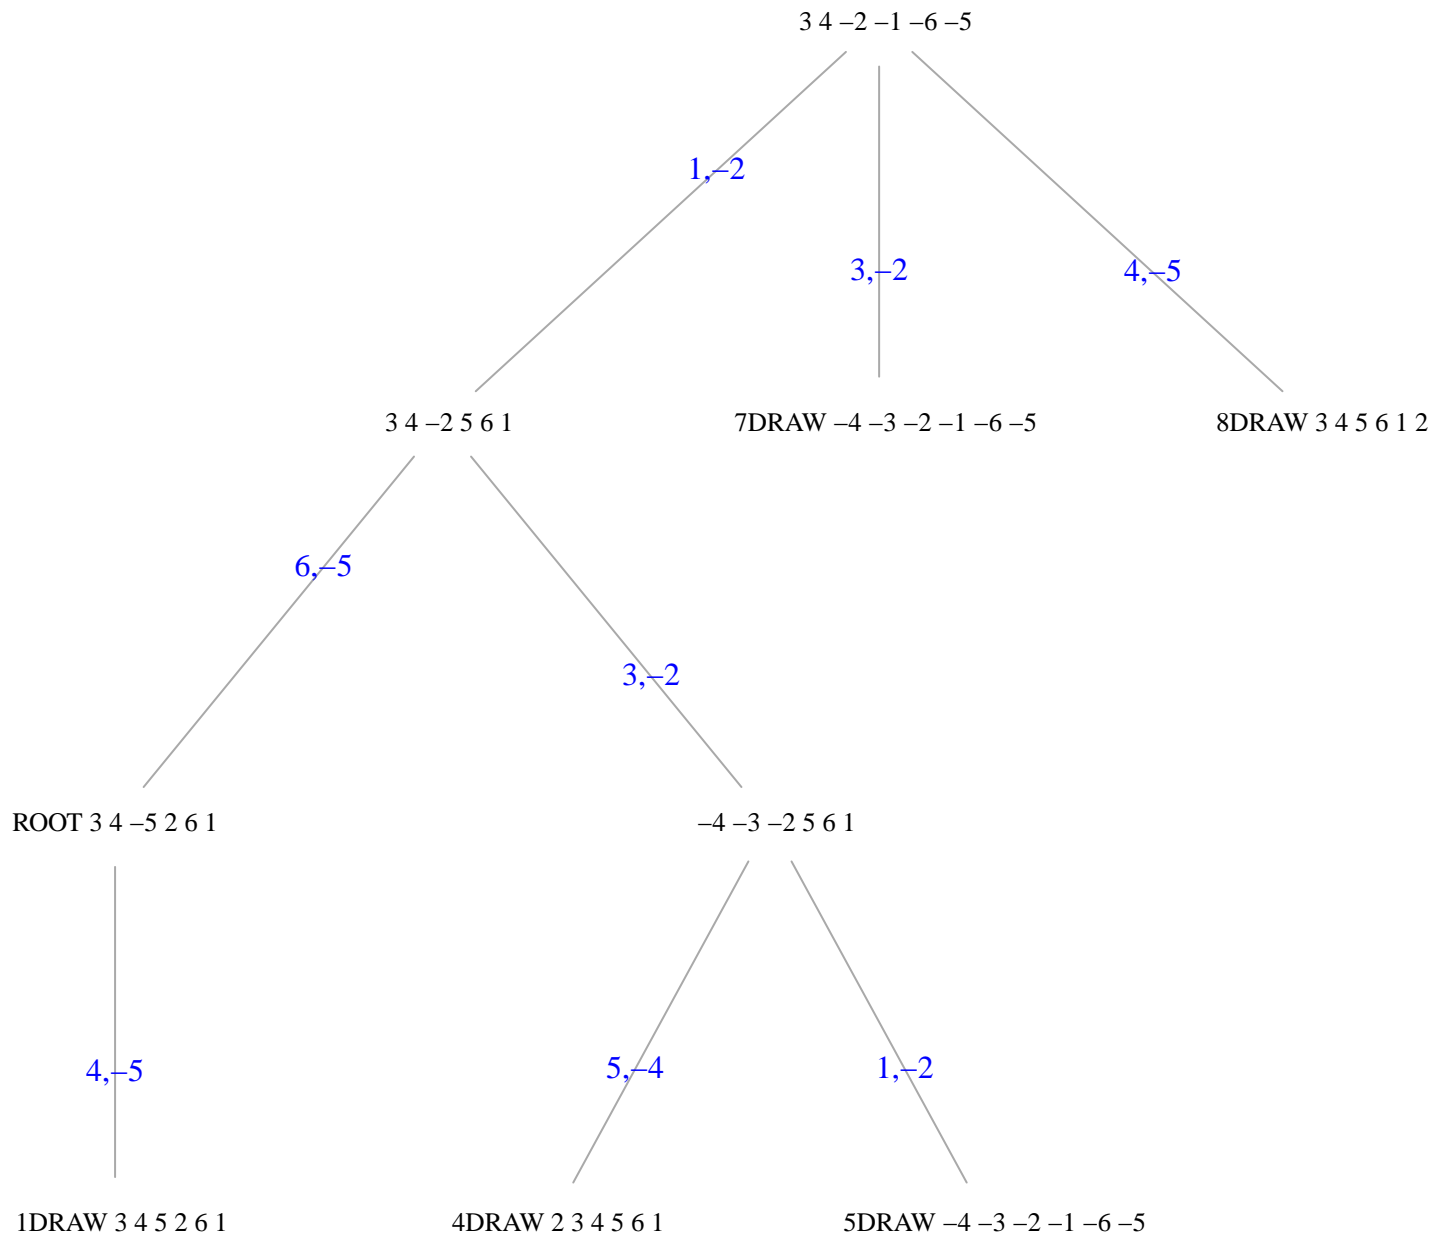 3 4 –2 –1 –6 –5
1,–2
3,–2
4,–5
3 4 –2 5 6 1
7DRAW –4 –3 –2 –1 –6 –5
8DRAW 3 4 5 6 1 2
6,–5
3,–2
ROOT 3 4 –5 2 6 1
–4 –3 –2 5 6 1
4,–5
5,–4
1,–2
1DRAW 3 4 5 2 6 1
4DRAW 2 3 4 5 6 1
5DRAW –4 –3 –2 –1 –6 –5